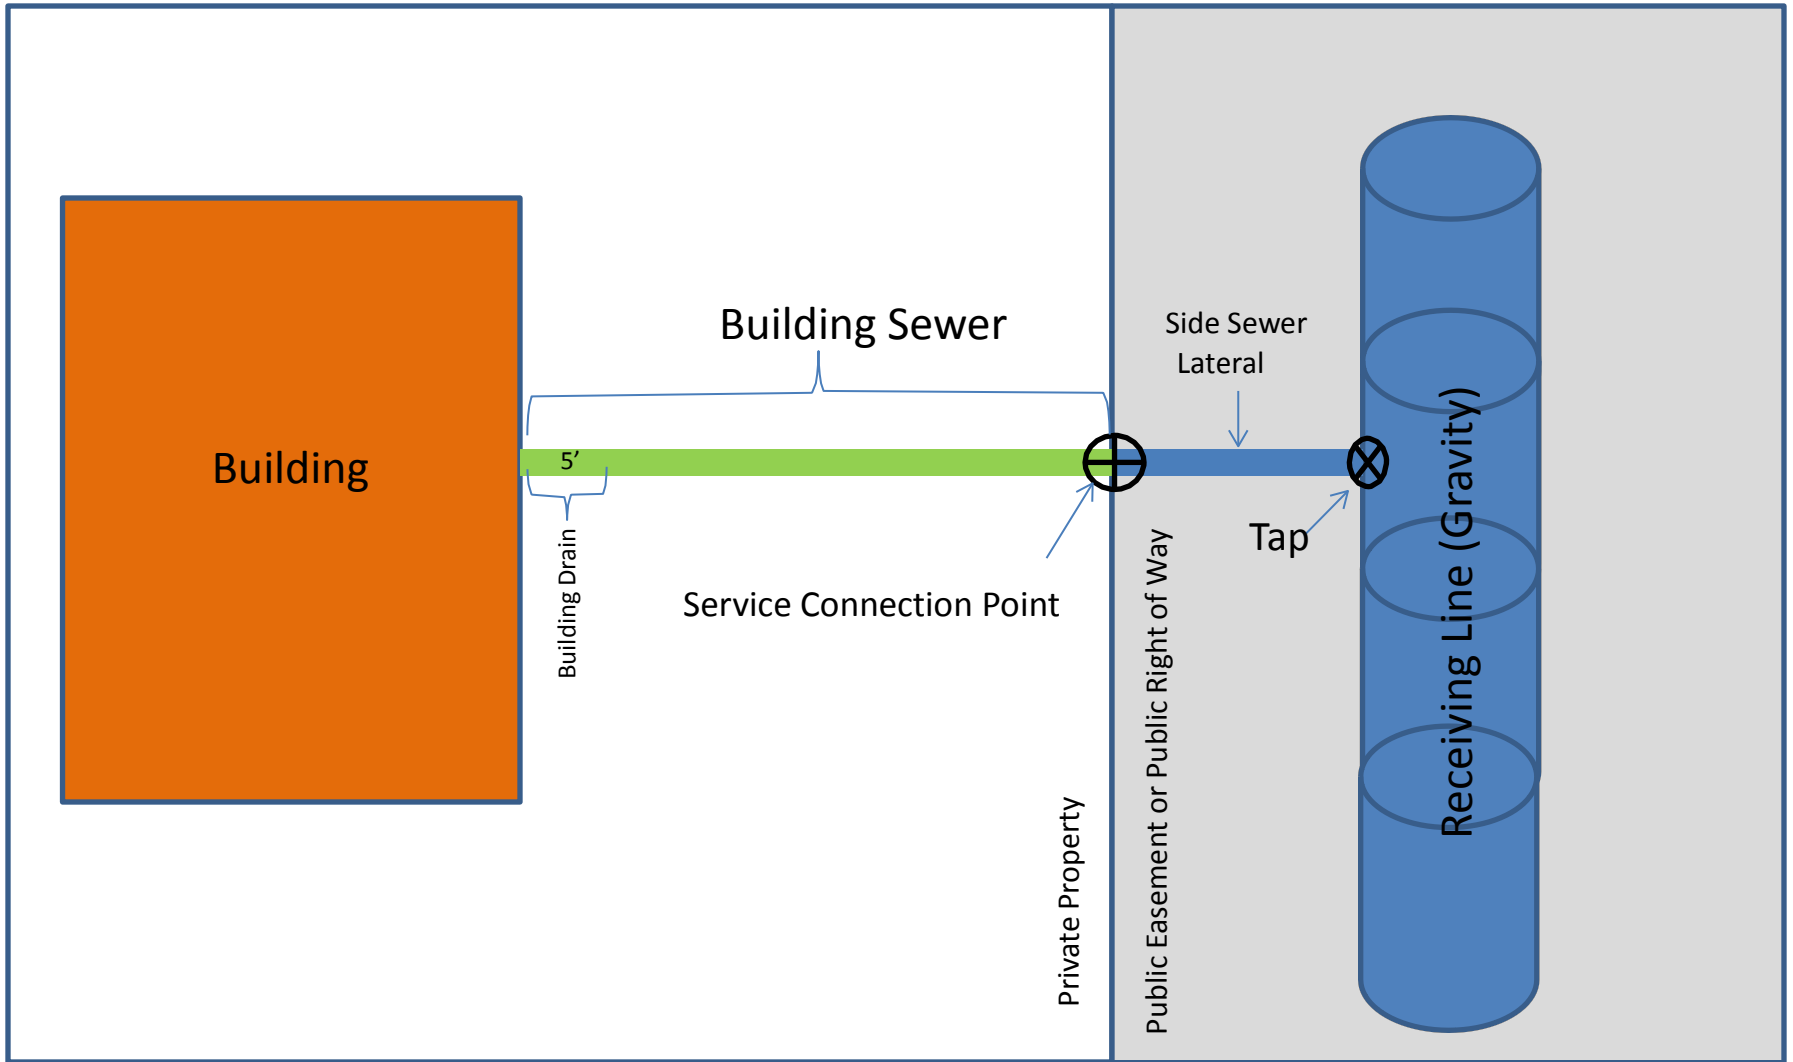 Building Sewer
Side Sewer
Lateral
Building
5’
Tap
Building Drain
Service Connection Point
Private Property
Public Easement or Public Right of Way
Receiving Line (Gravity)